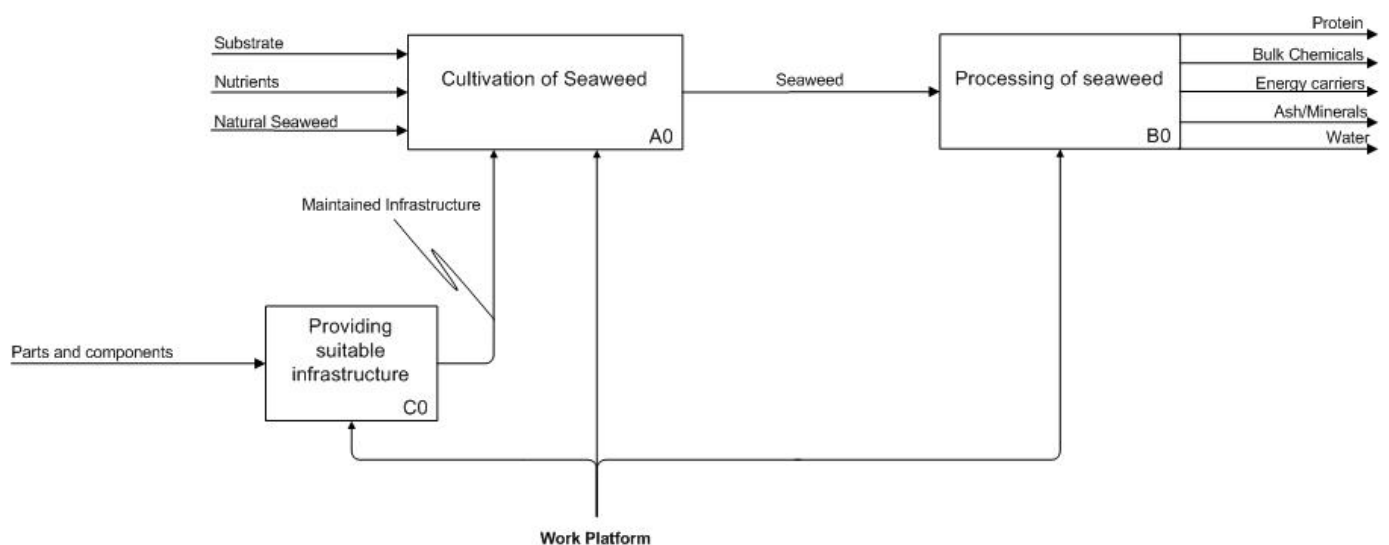 Substrate
Nutrients
Natural Seaweed
Cultivation of Seaweed
A0
Seaweed
Processing of seaweed
B0
Protein
Bulk Chemicals
Energy carriers
Ash/Minerals
Water
Maintained Infrastructure
Parts and components
Providing
suitable
infrastructure
C0
Work Platform